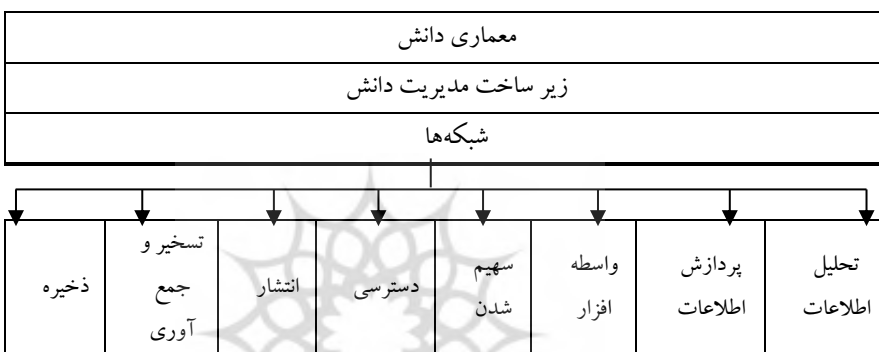 معماری دانش
زیر ساخت مدیریت دانش
شبکه‌ها
تحلیل
اطلاعات
پردازش
اطلاعات
واسطه
افزار
سهیم
شدن
دسترسی
انتشار
تسخیر و
جمع
آوری
ذخیره